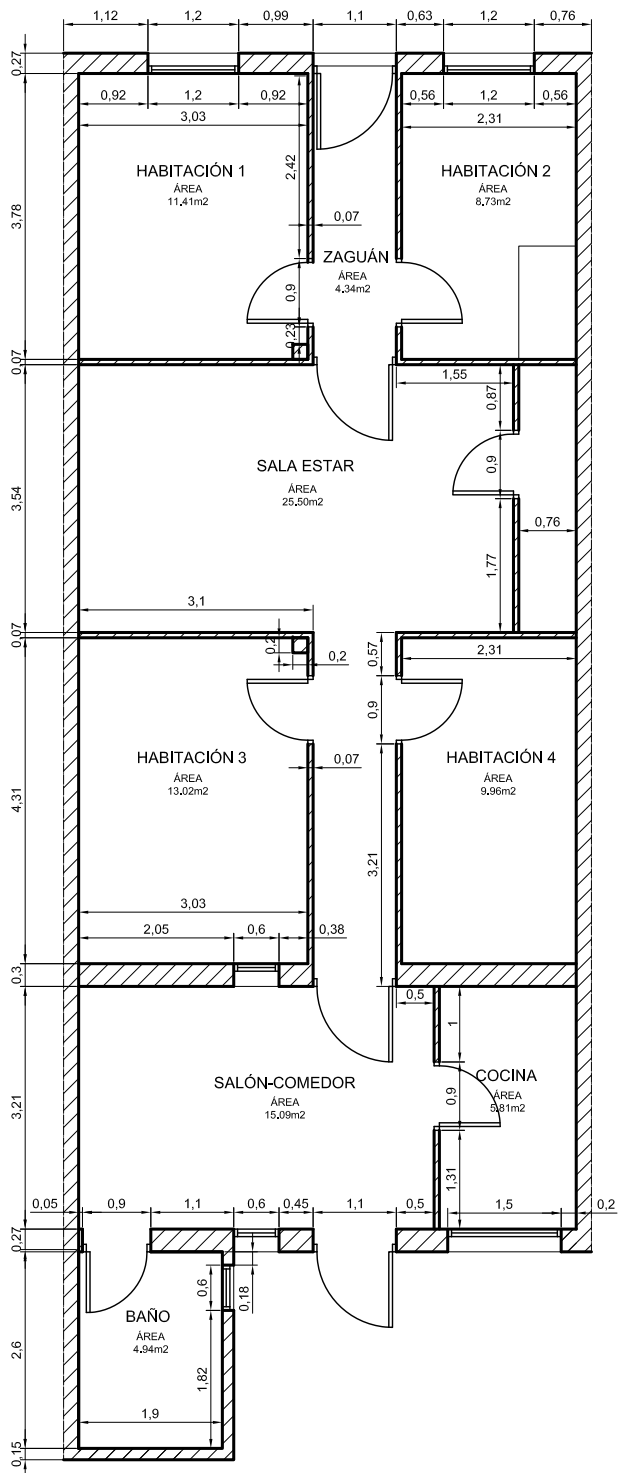 1,12 1,2 0,99 1,1 0,63 1,2 0,76
0,27
0,92 1,2 0,92 0,56 1,2 0,56
3,03 2,31
HABITACIÓN 1
ÁREA
11.41m2
2,42
HABITACIÓN 2
ÁREA
8.73m2
3,78
0,07
ZAGUÁN
ÁREA
4.34m2
0,9
0,23
0,07
1,55
0,87
SALA ESTAR
ÁREA
25.50m2
0,9
3,54
0,76
1,77
3,1
0,07
0,2
0,2
0,57
2,31
0,9
HABITACIÓN 3
ÁREA
13.02m2
0,07
HABITACIÓN 4
ÁREA
9.96m2
4,31
3,21
3,03
2,05 0,6 0,38
0,3
0,5
1
SALÓN-COMEDOR
ÁREA
15.09m2
COCINA
ÁREA
5.81m2
0,9
3,21
1,31
0,05 0,9 1,1 0,6 0,45 1,1 0,5 1,5 0,2
0,27
0,6
0,18
BAÑO
ÁREA
4.94m2
2,6
1,82
1,9
0,15